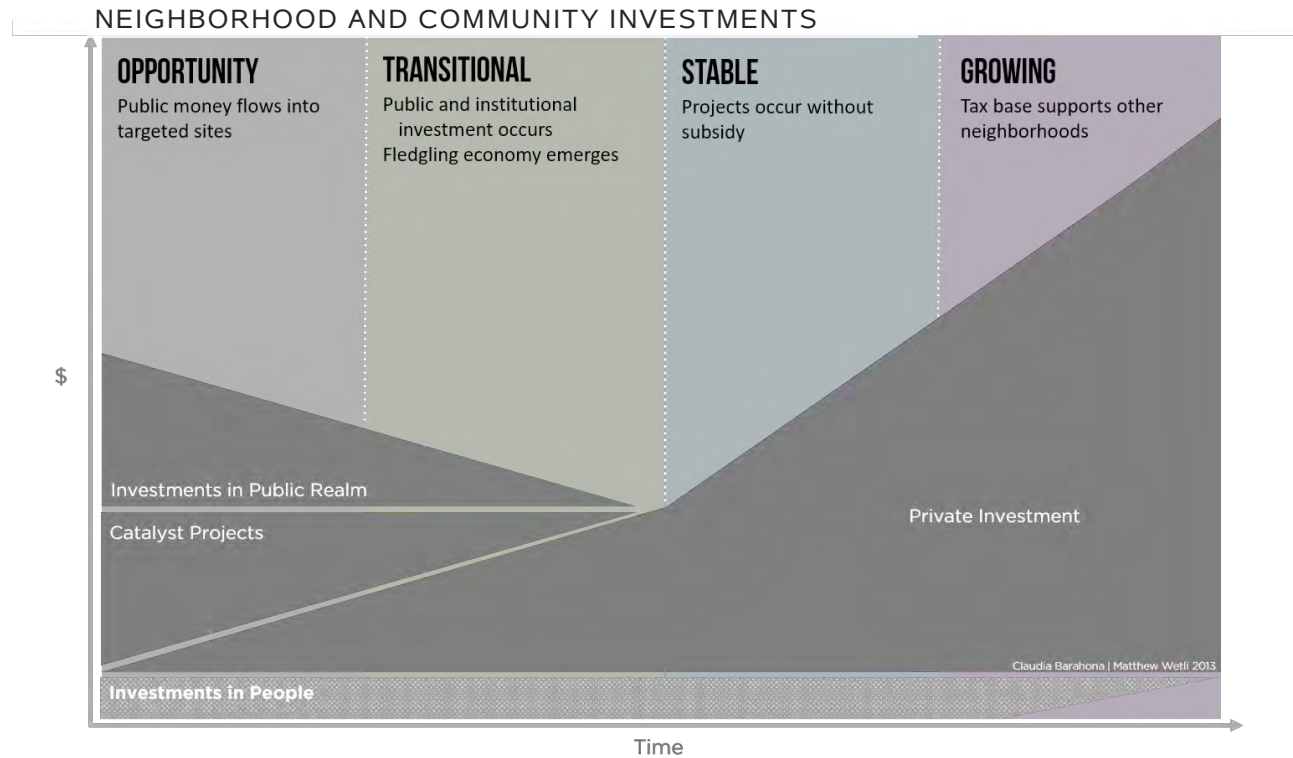 NEIGHBORHOOD AND COMMUNITY INVESTMENTS
OPPORTUNITY
Public money flows into
targeted sites
TRANSITIONAL
Public and institutional
investment occurs
Fledgling economy emerges
STABLE
Projects occur without
subsidy
GROWING
Tax base supports other
neighborhoods
$
Investments in Public Realm
Catalyst Projects
Private Investment
Claudia Barahona | Matthew Wetli 2013
Investments in People
Time